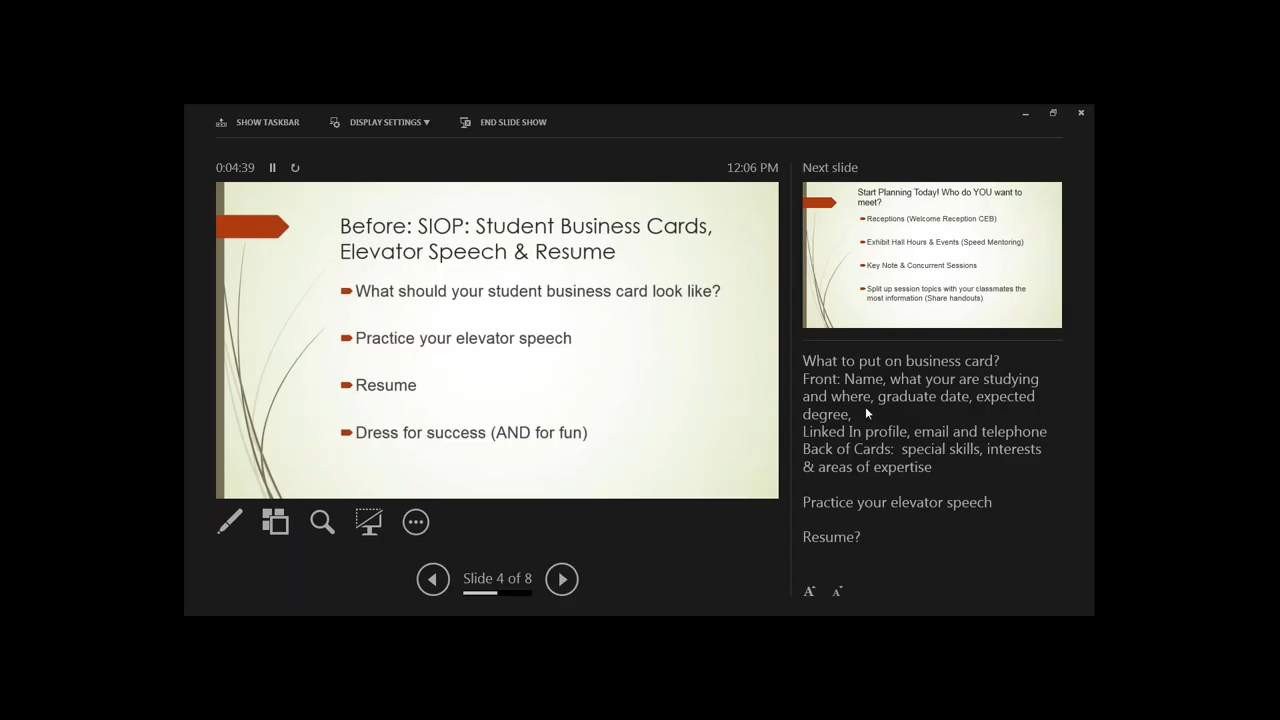 SHOW TASKBAR
DISPLAY SETTINGS ▼
END SLIDE SHOW
0:04:39
12:06 PM
Before: SIOP: Student Business Cards,
Elevator Speech & Resume
What should your student business card look like?
Practice your elevator speech
Resume
Dress for success (AND for fun)
Slide 4 of 8
Next slide
Start Planning Today! Who do YOU want to
meet?
Receptions (Welcome Reception CEB)
Exhibit Hall Hours & Events (Speed Mentoring)
Key Note & Concurrent Sessions
Split up session topics with your classmates the
most information (Share handouts)
What to put on business card?
Front: Name, what your are studying
and where, graduate date, expected
degree,
Linked In profile, email and telephone
Back of Cards:  special skills, interests
& areas of expertise
Practice your elevator speech
Resume?
A A